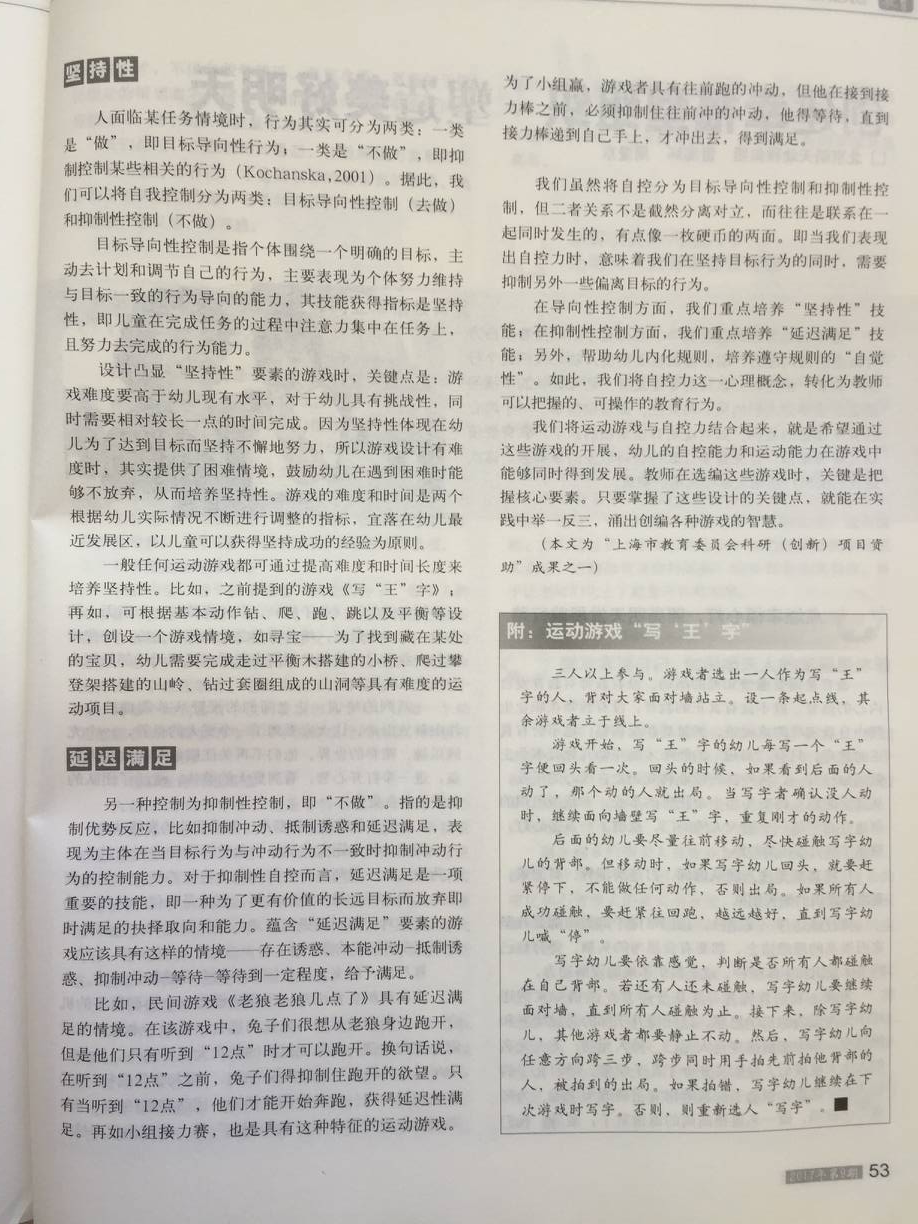 坚持性
人面临某任务情境时，行为其实可分为两类：一类
是“做”，即目标导向性行为；一类是“不做”，即抑
制控制某些相关的行为（Kochanska,2001）。据此，我
们可以将自我控制分为两类：目标导向性控制（去做）
和抑制性控制（不做）。
目标导向性控制是指个体围绕一个明确的目标，主
动去计划和调节自己的行为，主要表现为个体努力维持
与目标一致的行为导向的能力，其技能获得指标是坚持
性，即儿童在完成任务的过程中注意力集中在任务上，
且努力去完成的行为能力。
设计凸显“坚持性”要素的游戏时，关键点是：游
戏难度要高于幼儿现有水平，对于幼儿具有挑战性，同
时需要相对较长一点的时间完成。因为坚持性体现在幼
儿为了达到目标而坚持不懈地努力，所以游戏设计有难
度时，其实提供了困难情境，鼓励幼儿在遇到困难时能
够不放弃，从而培养坚持性。游戏的难度和时间是两个
根据幼儿实际情况不断进行调整的指标，宜落在幼儿最
近发展区，以儿童可以获得坚持成功的经验为原则。
一般任何运动游戏都可通过提高难度和时间长度来
培养坚持性。比如，之前提到的游戏《写“王”字》；
再如，可根据基本动作钻、爬、跑、跳以及平衡等设
计，创设一个游戏情境，如寻宝——为了找到藏在某处
的宝贝，幼儿需要完成走过平衡木搭建的小桥、爬过攀
登架搭建的山岭、钻过套圈组成的山洞等具有难度的运
动项目。
延迟满足
另一种控制为抑制性控制，即“不做”。指的是抑
制优势反应，比如抑制冲动、抵制诱惑和延迟满足，表
现为主体在当目标行为与冲动行为不一致时抑制冲动行
为的控制能力。对于抑制性自控而言，延迟满足是一项
重要的技能，即一种为了更有价值的长远目标而放弃即
时满足的抉择取向和能力。蕴含“延迟满足”要素的游
戏应该具有这样的情境——存在诱惑、本能冲动—抵制诱
惑、抑制冲动—等待—等待到一定程度，给予满足。
比如，民间游戏《老狼老狼几点了》具有延迟满
足的情境。在该游戏中，兔子们很想从老狼身边跑开，
但是他们只有听到“12点”时才可以跑开。换句话说，
在听到“12点”之前，兔子们得抑制住跑开的欲望。只
有当听到“12点”，他们才能开始奔跑，获得延迟性满
足。再如小组接力赛，也是具有这种特征的运动游戏。
为了小组赢，游戏者具有往前跑的冲动，但他在接到接
力棒之前，必须抑制住往前冲的冲动，他得等待，直到
接力棒递到自己手上，才冲出去，得到满足。
我们虽然将自控分为目标导向性控制和抑制性控
制，但二者关系不是截然分离对立，而往往是联系在一
起同时发生的，有点像一枚硬币的两面。即当我们表现
出自控力时，意味着我们在坚持目标行为的同时，需要
抑制另外一些偏离目标的行为。
在导向性控制方面，我们重点培养“坚持性”技
能；在抑制性控制方面，我们重点培养“延迟满足”技
能；另外，帮助幼儿内化规则，培养遵守规则的“自觉
性”。如此，我们将自控力这一心理概念，转化为教师
可以把握的、可操作的教育行为。
我们将运动游戏与自控力结合起来，就是希望通过
这些游戏的开展，幼儿的自控能力和运动能力在游戏中
能够同时得到发展。教师在选编这些游戏时，关键是把
握核心要素。只要掌握了这些设计的关键点，就能在实
践中举一反三，涌出创编各种游戏的智慧。
（本文为“上海市教育委员会科研（创新）项目资
助”成果之一）
附：运动游戏“写‘王’字”
三人以上参与。游戏者选出一人作为写“王”
字的人，背对大家面对墙站立。设一条起点线，其
余游戏者立于线上。
游戏开始，写“王”字的幼儿每写一个“王”
字便回头看一次。回头的时候，如果看到后面的人
动了，那个动的人就出局。当写字者确认没人动
时，继续面向墙壁写“王”字，重复刚才的动作。
后面的幼儿要尽量往前移动，尽快碰触写字幼
儿的背部。但移动时，如果写字幼儿回头，就要赶
紧停下，不能做任何动作，否则出局。如果所有人
成功碰触，要赶紧往回跑，越远越好，直到写字幼
儿喊“停”。
写字幼儿要依靠感觉，判断是否所有人都碰触
在自己背部。若还有人还未碰触，写字幼儿要继续
面对墙，直到所有人碰触为止。接下来，除写字幼
儿，其他游戏者都要静止不动。然后，写字幼儿向
任意方向跨三步，跨步同时用手拍先前拍他背部的
人，被拍到的出局。如果拍错，写字幼儿继续在下
次游戏时写字。否则，则重新选人“写字”。■
2017年第9期 53